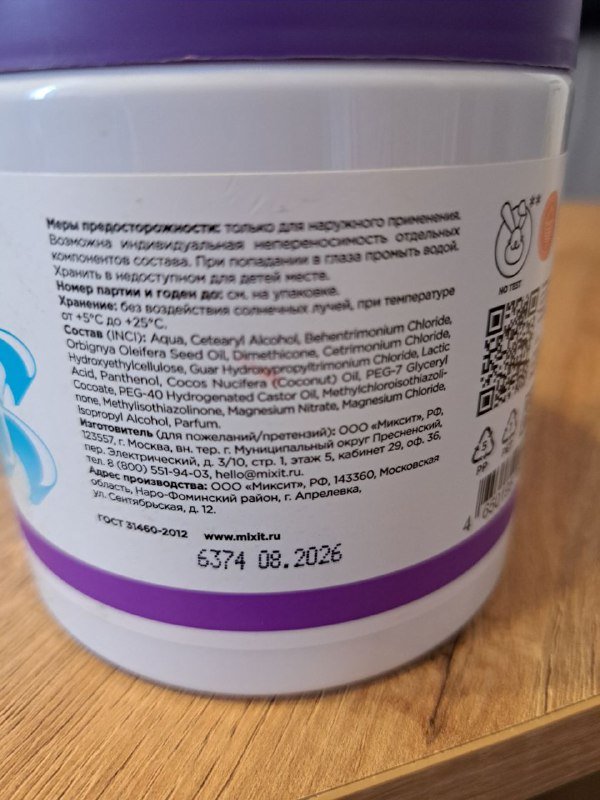 Меры предосторожности: только для наружного применения.
Возможна индивидуальная непереносимость отдельных
компонентов состава. При попадании в глаза промыть водой.
Хранить в недоступном для детей месте.
Номер партии и годен до: см. на упаковке.
Хранение: без воздействия солнечных лучей, при температуре
от +5°C до +25°C.
Состав (INCI): Aqua, Cetearyl Alcohol, Behentrimonium Chloride,
Orbignya Oleifera Seed Oil, Dimethicone, Cetrimonium Chloride,
Hydroxyethylcellulose, Guar Hydroxypropyltrimonium Chloride, Lactic
Acid, Panthenol, Cocos Nucifera (Coconut) Oil, PEG-7 Glyceryl
Cocoate, PEG-40 Hydrogenated Castor Oil, Methylchloroisothiazoli-
none, Methylisothiazolinone, Magnesium Nitrate, Magnesium Chloride,
Isopropyl Alcohol, Parfum.
Изготовитель (для пожеланий/претензий): ООО «Миксит», РФ,
123557, г. Москва, вн. тер. г. Муниципальный округ Пресненский,
пер. Электрический, д. 3/10, стр. 1, этаж 5, кабинет 29, оф. 36,
тел. 8 (800) 551-94-03, hello@mixit.ru.
Адрес производства: ООО «Миксит», РФ, 143360, Московская
область, Наро-Фоминский район, г. Апрелевка,
ул. Сентябрьская, д. 12.
ГОСТ 31460-2012 www.mixit.ru
6374 08.2026
**
NO TEST
5
PP